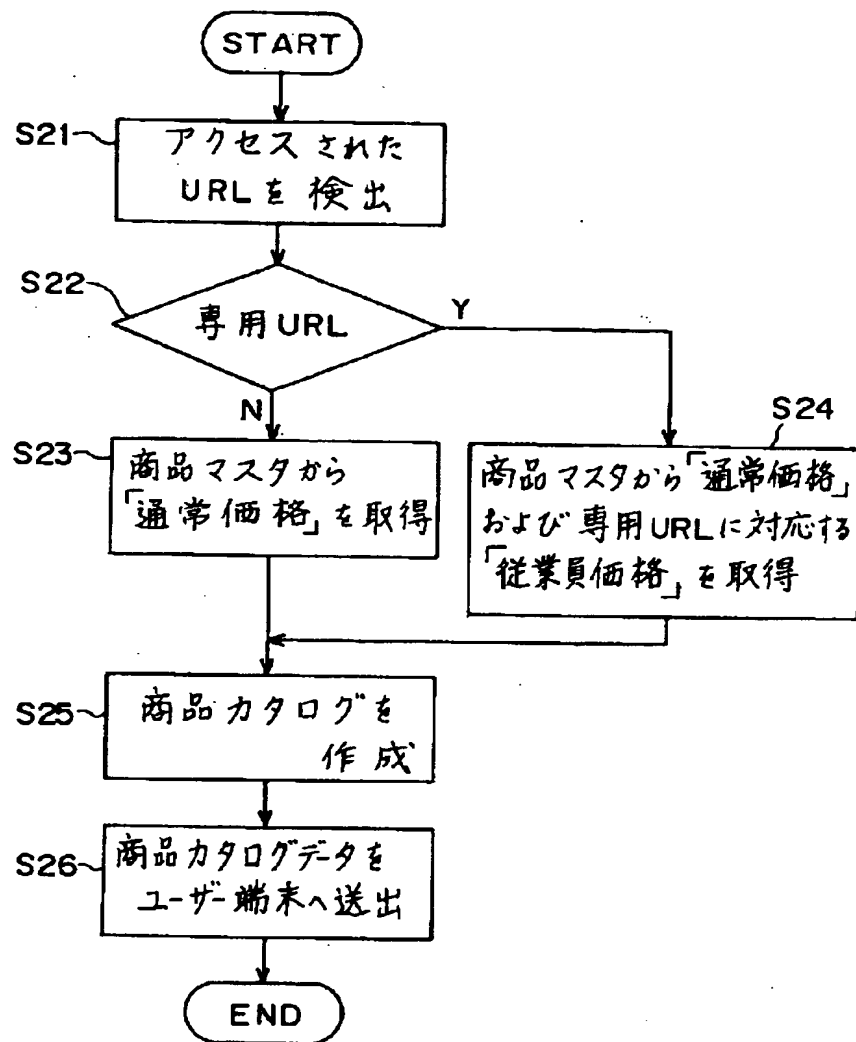 START
S21
アクセスされた
URLを検出
S22
専用URL
Y
N
S23
商品マスタから
「通常価格」を取得
S24
商品マスタから「通常価格」
および専用URLに対応する
「従業員価格」を取得
S25
商品カタログを
作成
S26
商品カタログデータを
ユーザー端末へ送出
END